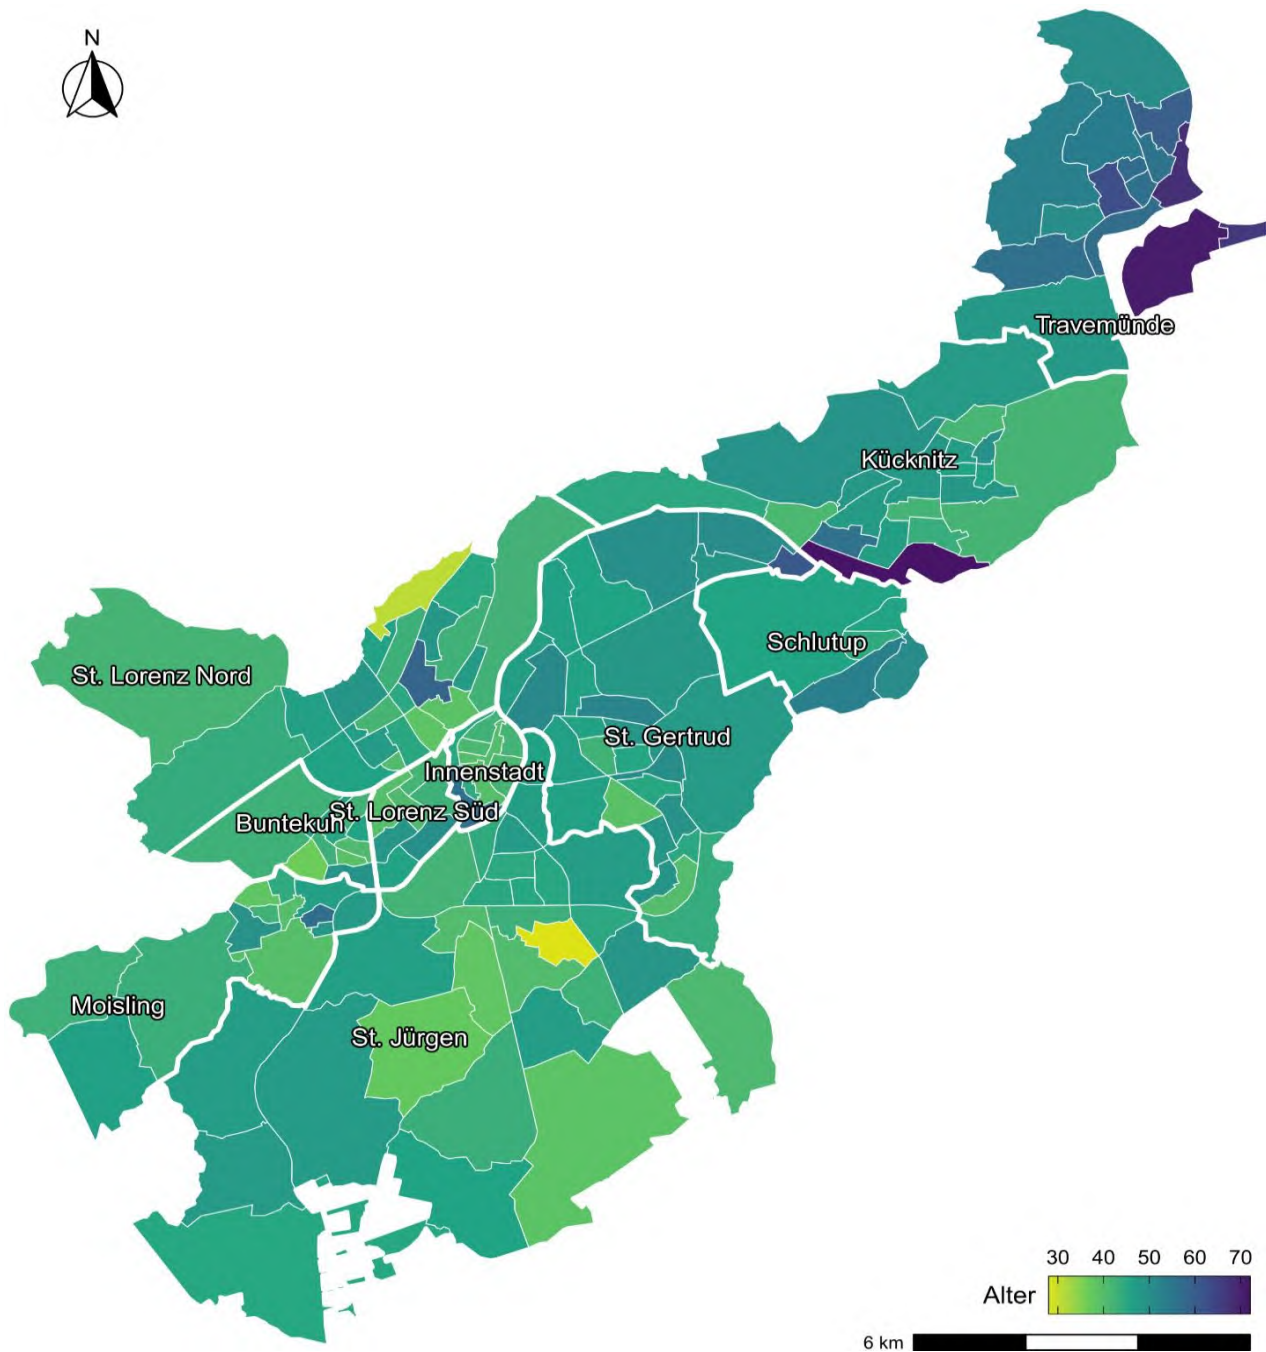 N
Travemünde
Kücknitz
Schlutup
St. Lorenz Nord
St. Gertrud
Innenstadt
St. Lorenz Süd
Buntekuh
Moisling
St. Jürgen
30 40 50 60 70
Alter
6 km